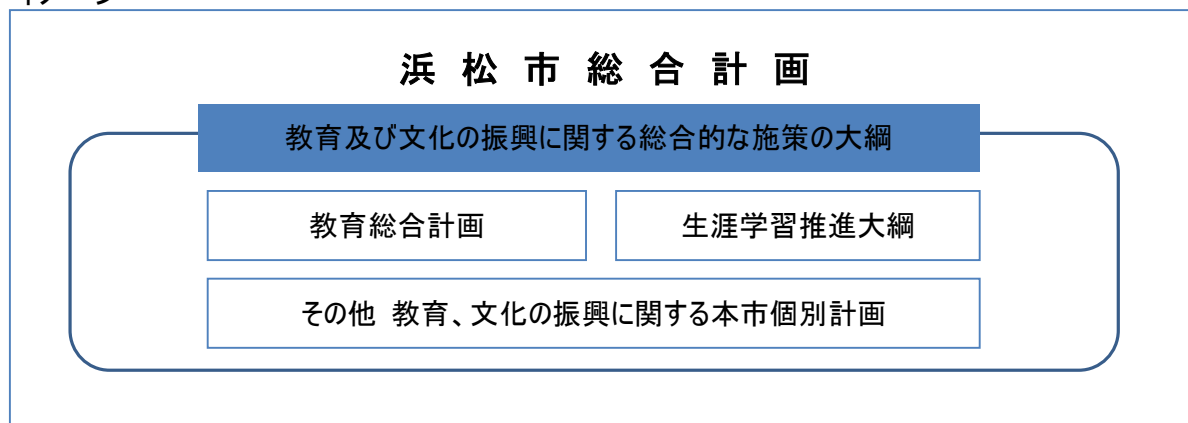 浜松市総合計画
教育及び文化の振興に関する総合的な施策の大綱
教育総合計画
生涯学習推進大綱
その他 教育、文化の振興に関する本市個別計画